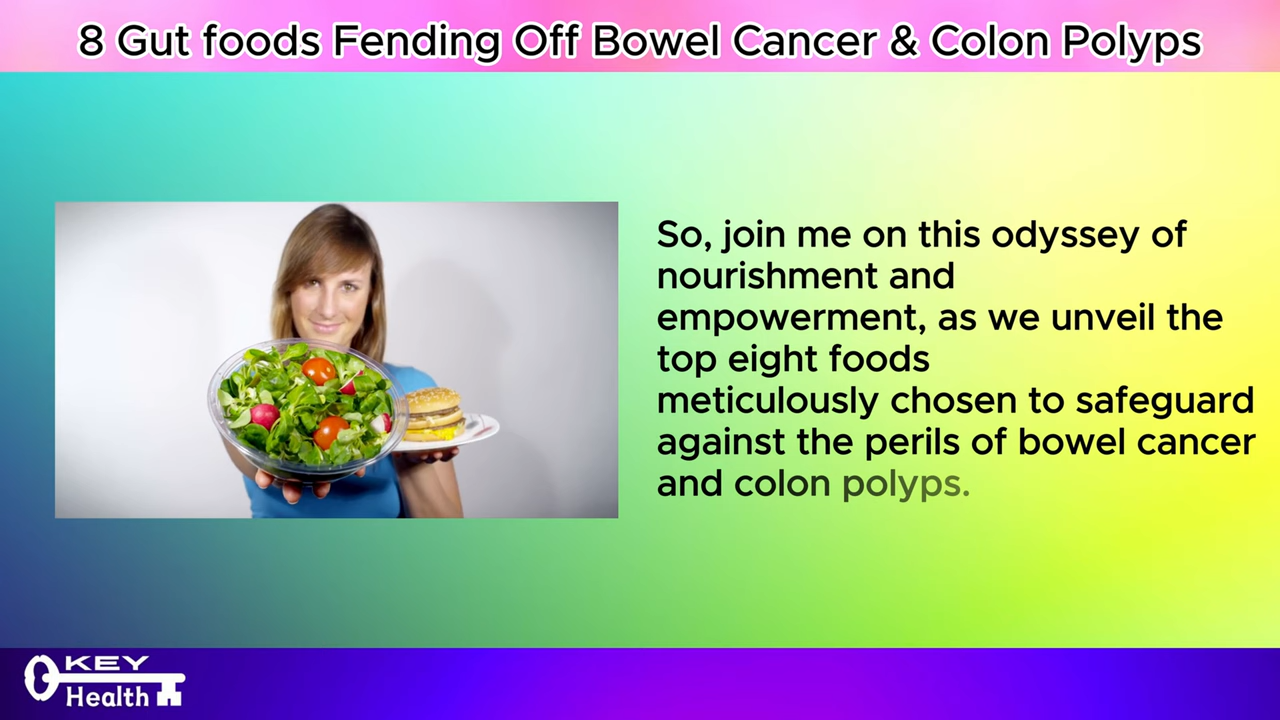 8 Gut foods Fending Off Bowel Cancer & Colon Polyps
So, join me on this odyssey of
nourishment and
empowerment, as we unveil the
top eight foods
meticulously chosen to safeguard
against the perils of bowel cancer
and colon polyps.
KEY
Health